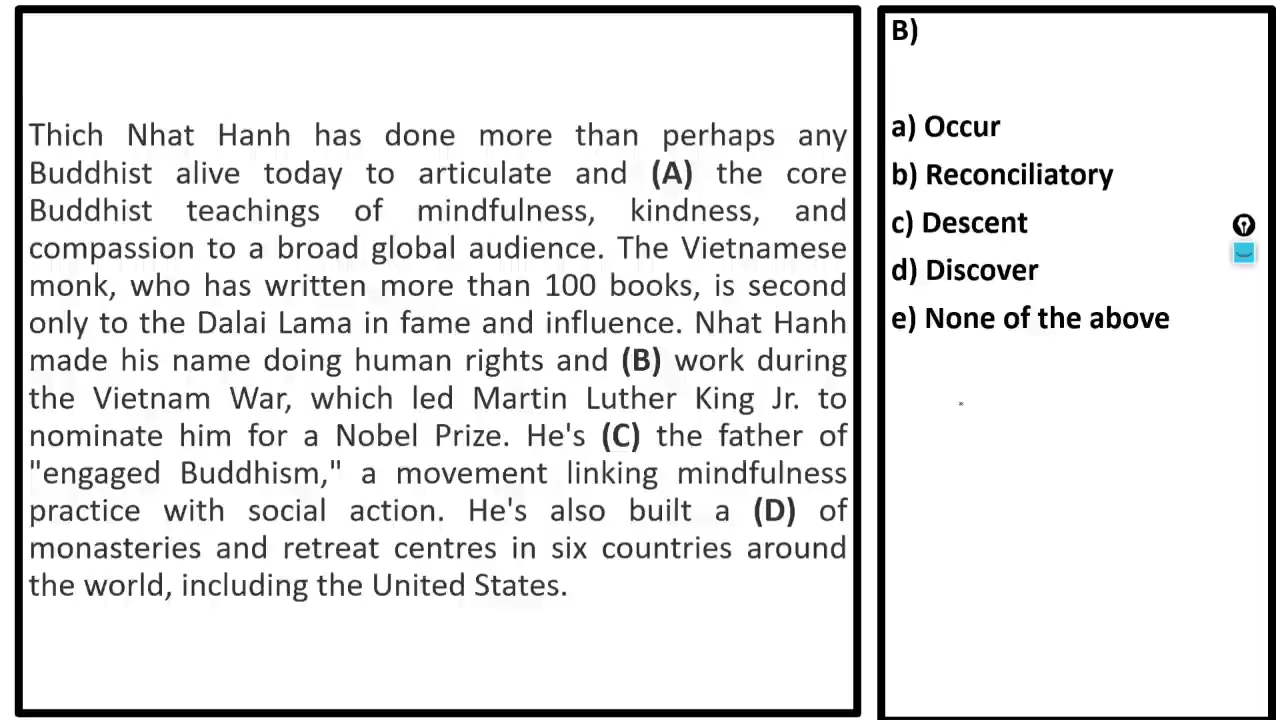 Thich Nhat Hanh has done more than perhaps any
Buddhist alive today to articulate and (A) the core
Buddhist teachings of mindfulness, kindness, and
compassion to a broad global audience. The Vietnamese
monk, who has written more than 100 books, is second
only to the Dalai Lama in fame and influence. Nhat Hanh
made his name doing human rights and (B) work during
the Vietnam War, which led Martin Luther King Jr. to
nominate him for a Nobel Prize. He's (C) the father of
"engaged Buddhism," a movement linking mindfulness
practice with social action. He's also built a (D) of
monasteries and retreat centres in six countries around
the world, including the United States.
B)
a) Occur
b) Reconciliatory
c) Descent
d) Discover
e) None of the above